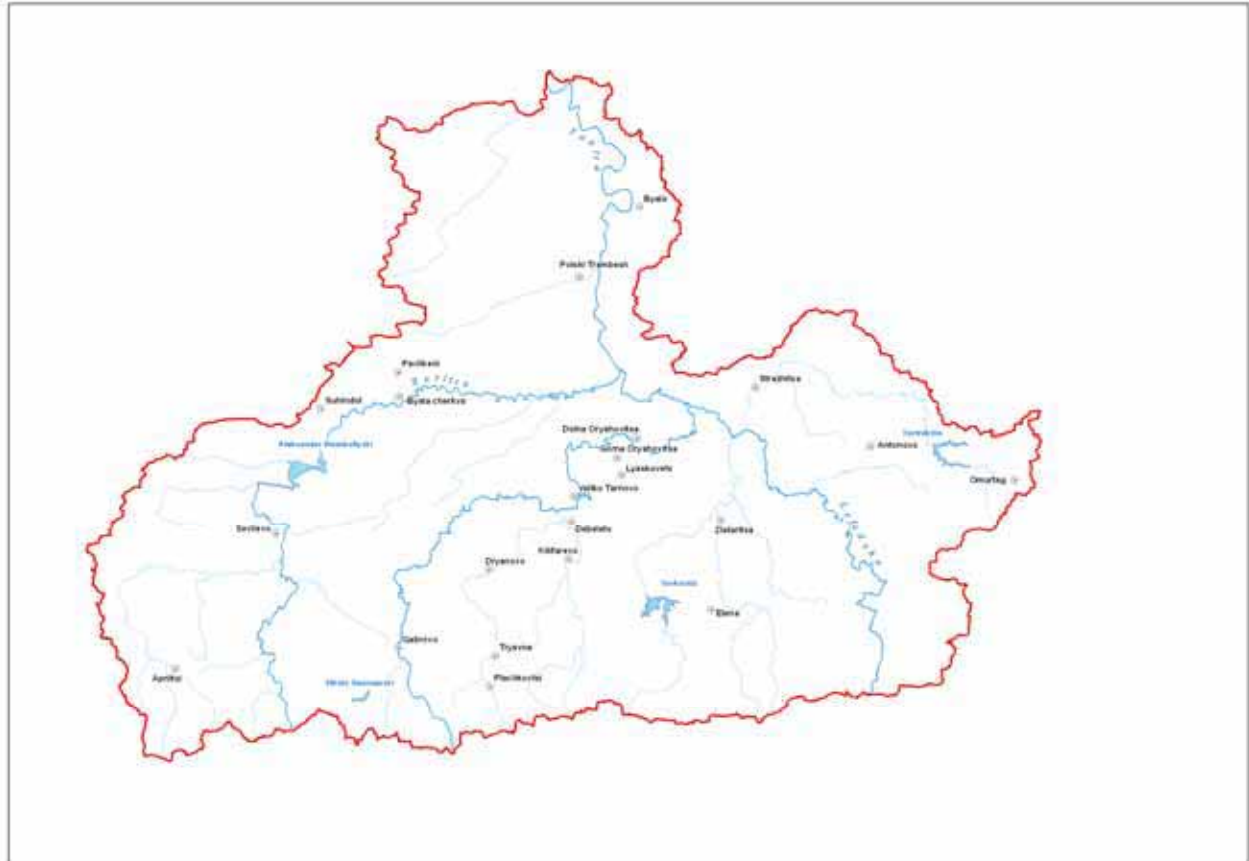 Byala
Polski Trambesh
Pavlikeni
Rositsa
Byala cherkva
Suhindol
Strazhitsa
Dolna Oryahovitsa
Gorna Oryahovitsa
Antonovo
Lyaskovets
Omurtag
Veliko Tarnovo
Sevlievo
Debelets
Zlataritsa
Kilifarevo
Dryanovo
Elena
Gabrovo
Tryavna
Apriltsi
Plachkovtsi